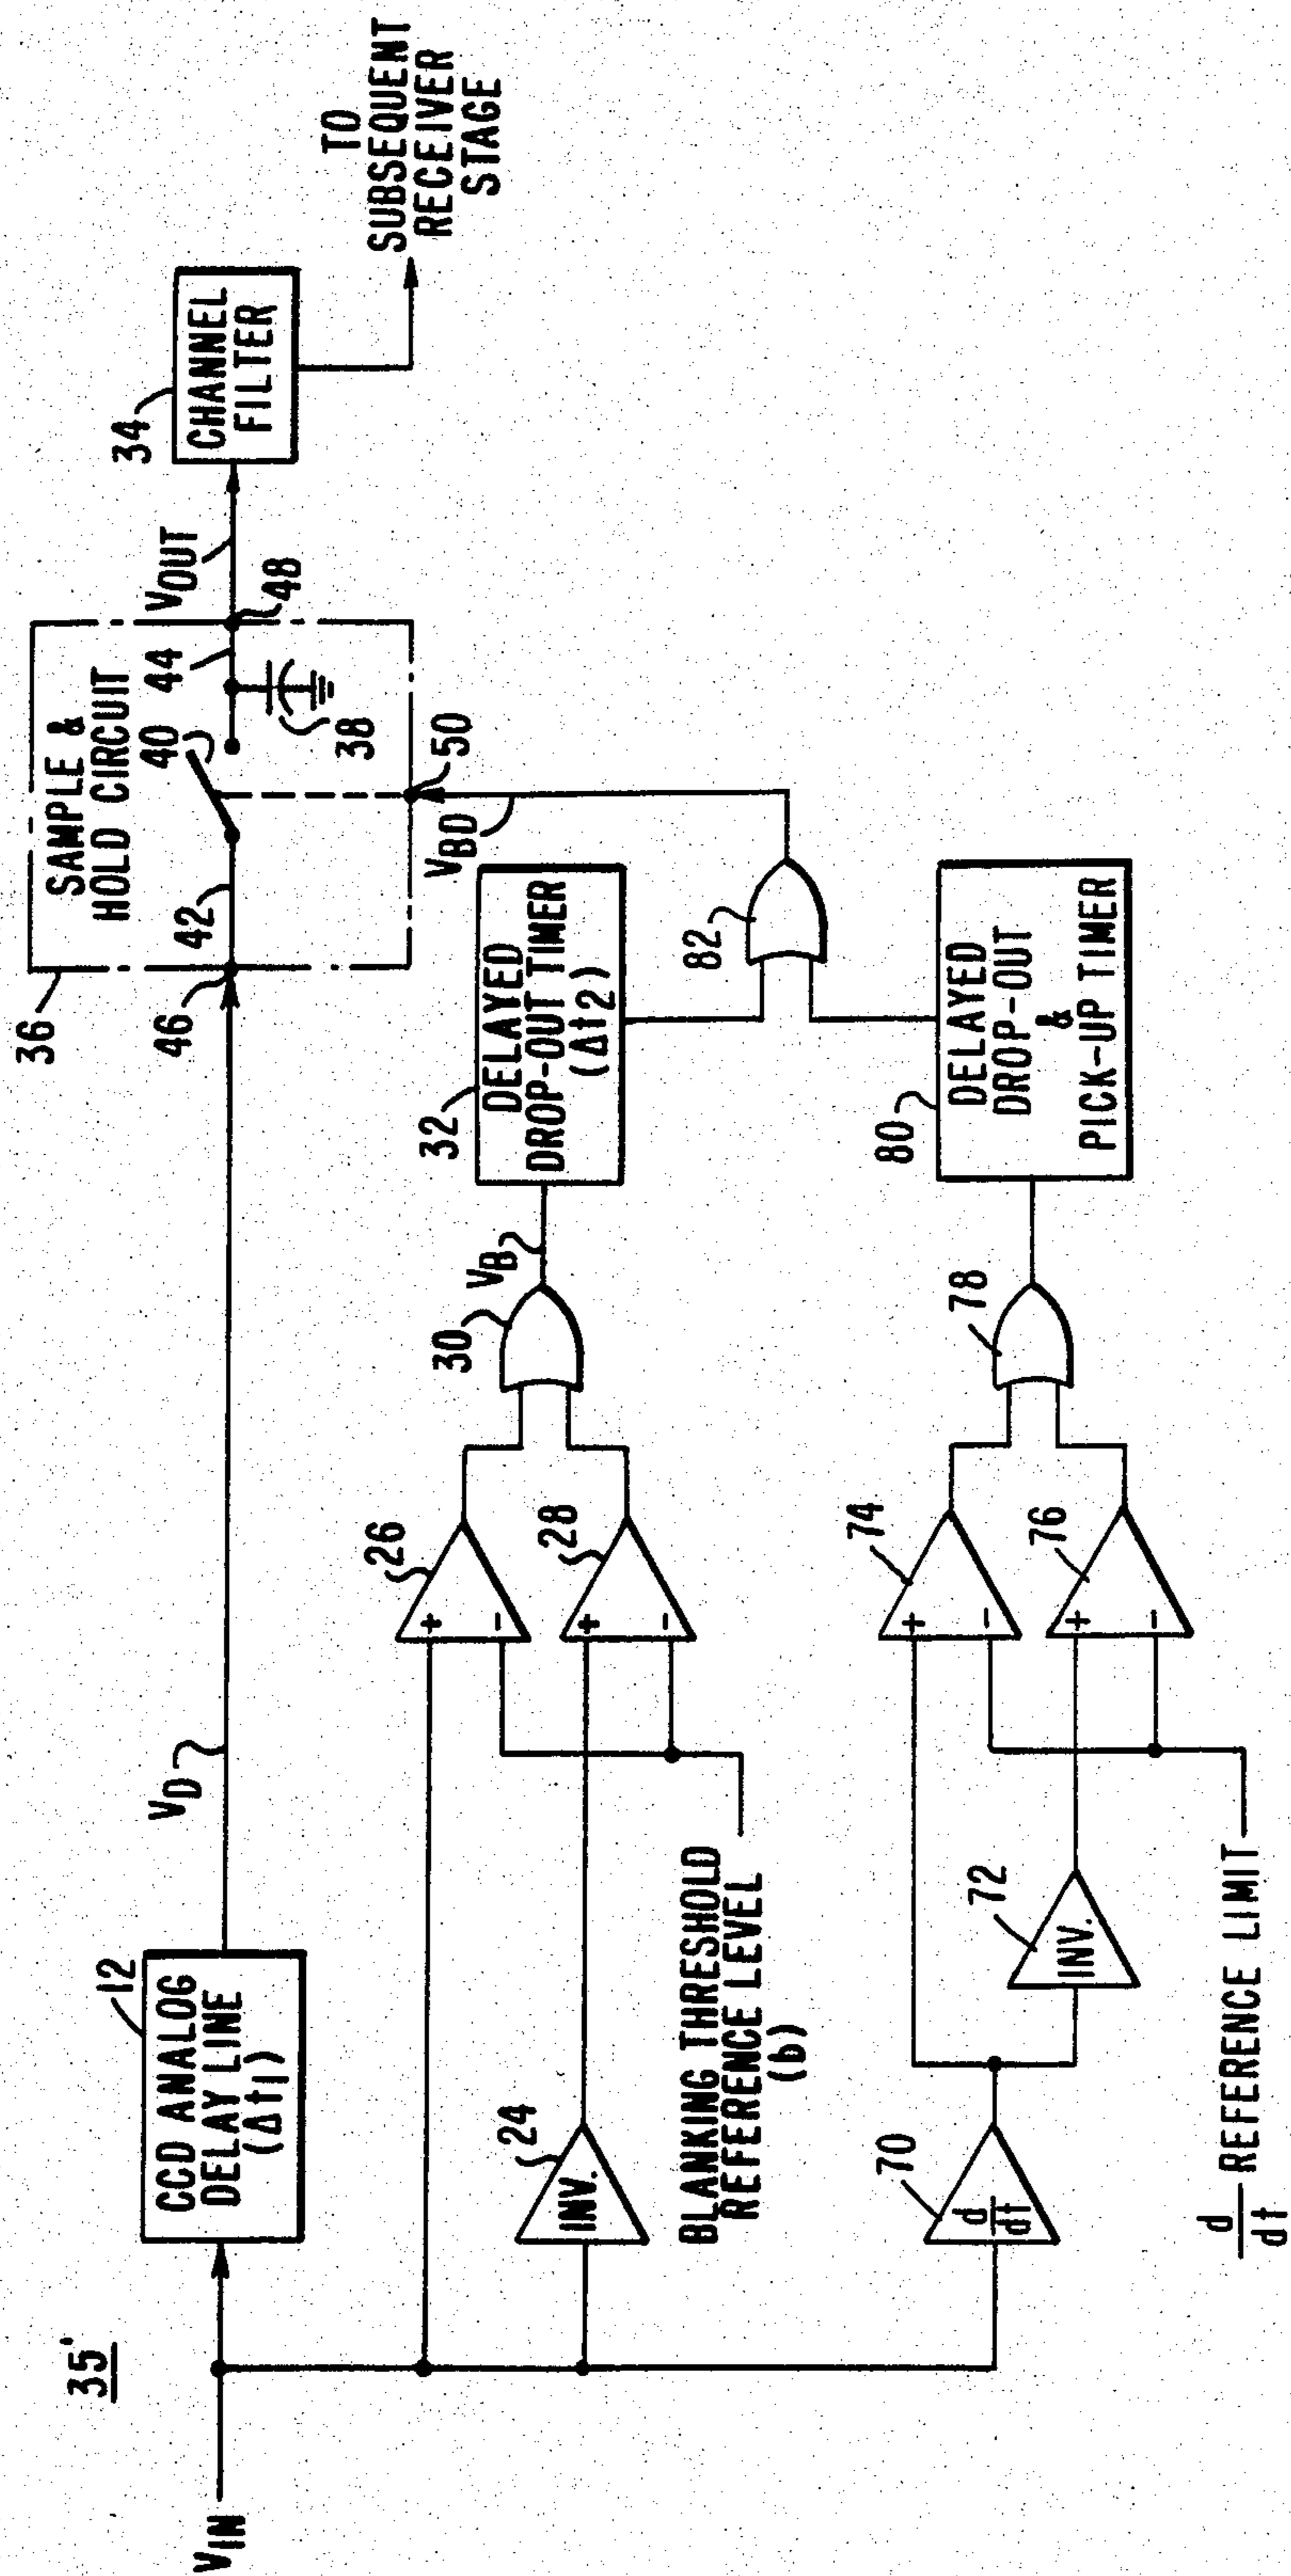 35'
VIN
12
CCD ANALOG
DELAY LINE
(Δt1)
VD
36
SAMPLE &
HOLD CIRCUIT
46
42
40
44
38
48
50
VOUT
34
CHANNEL
FILTER
TO
SUBSEQUENT
RECEIVER
STAGE
24
INV.
26
+
-
28
+
-
BLANKING THRESHOLD
REFERENCE LEVEL
(b)
30
VB
32
DELAYED
DROP-OUT TIMER
(Δt2)
VBD
82
70
d
dt
72
INV.
74
+
-
76
+
-
78
80
DELAYED
DROP-OUT
&
PICK-UP TIMER
d
dt
REFERENCE LIMIT